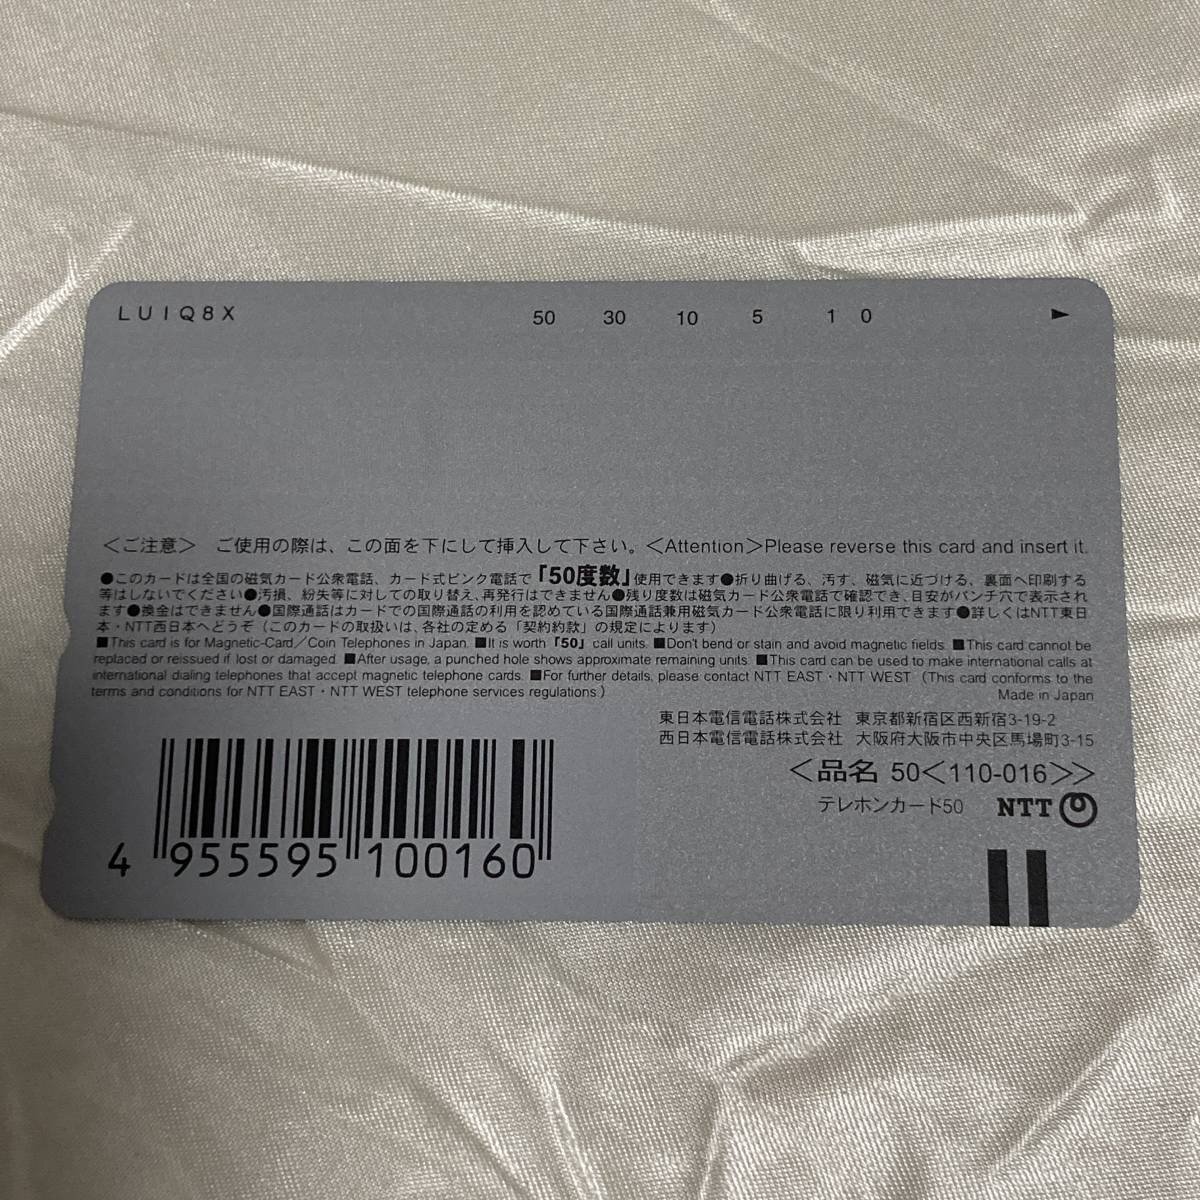 LU1Q8X 50 30 10 5 1 0 ►
＜ご注意＞ ご使用の際は、この面を下にして挿入して下さい。＜Attention＞Please reverse this card and insert it.
●このカードは全国の磁気カード公衆電話、カード式ピンク電話で「50度数」使用できます●折り曲げる、汚す、磁気に近づける、裏面へ印刷する
等はしないでください●汚損、紛失等に対しての取り替え、再発行はできません●残り度数は磁気カード公衆電話で確認でき、目安がパンチ穴で表示され
ます●換金はできません●国際通話はカードでの国際通話の利用を認めている国際通話兼用磁気カード公衆電話に限り利用できます●詳しくはNTT東日
本・NTT西日本へどうぞ（このカードの取扱いは、各社の定める「契約約款」の規定によります）
■This card is for Magnetic-Card／Coin Telephones in Japan. ■It is worth「50」call units. ■Don't bend or stain and avoid magnetic fields. ■This card cannot be
replaced or reissued if lost or damaged. ■After usage, a punched hole shows approximate remaining units. ■This card can be used to make international calls at
international dialing telephones that accept magnetic telephone cards. ■For further details, please contact NTT EAST・NTT WEST（This card conforms to the
terms and conditions for NTT EAST・NTT WEST telephone services regulations.）
Made in Japan
東日本電信電話株式会社 東京都新宿区西新宿3-19-2
西日本電信電話株式会社 大阪府大阪市中央区馬場町3-15
＜品名 50＜110-016＞＞
テレホンカード50 NTT
4 955595 100160